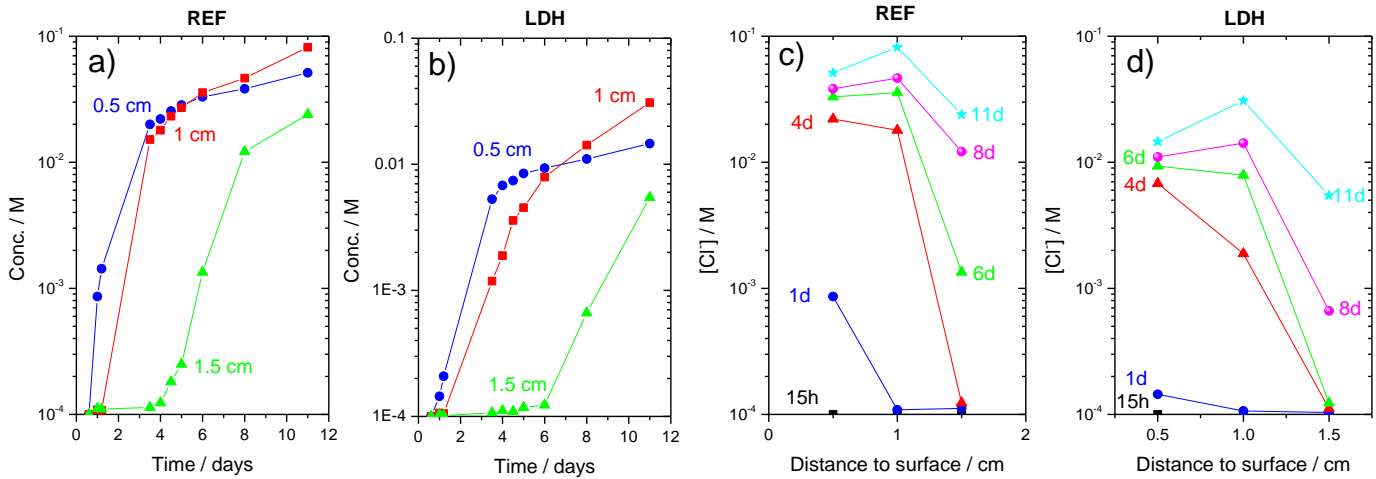 REF
a)
Conc. / M
10⁻¹
10⁻²
10⁻³
10⁻⁴
0.5 cm
1 cm
1.5 cm
0 2 4 6 8 10 12
Time / days
LDH
b)
Conc. / M
0.1
0.01
1E-3
1E-4
1 cm
0.5 cm
1.5 cm
0 2 4 6 8 10 12
Time / days
REF
c)
[Cl⁻] / M
10⁻¹
10⁻²
10⁻³
10⁻⁴
11d
4d
8d
6d
1d
15h
0 1 2
Distance to surface / cm
LDH
d)
[Cl⁻] / M
10⁻¹
10⁻²
10⁻³
10⁻⁴
6d
4d
11d
8d
1d
15h
0.5 1.0 1.5
Distance to surface / cm